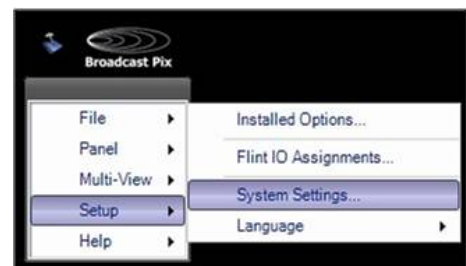 Broadcast Pix
File
Panel
Multi-View
Setup
Help
Installed Options...
Flint IO Assignments...
System Settings...
Language